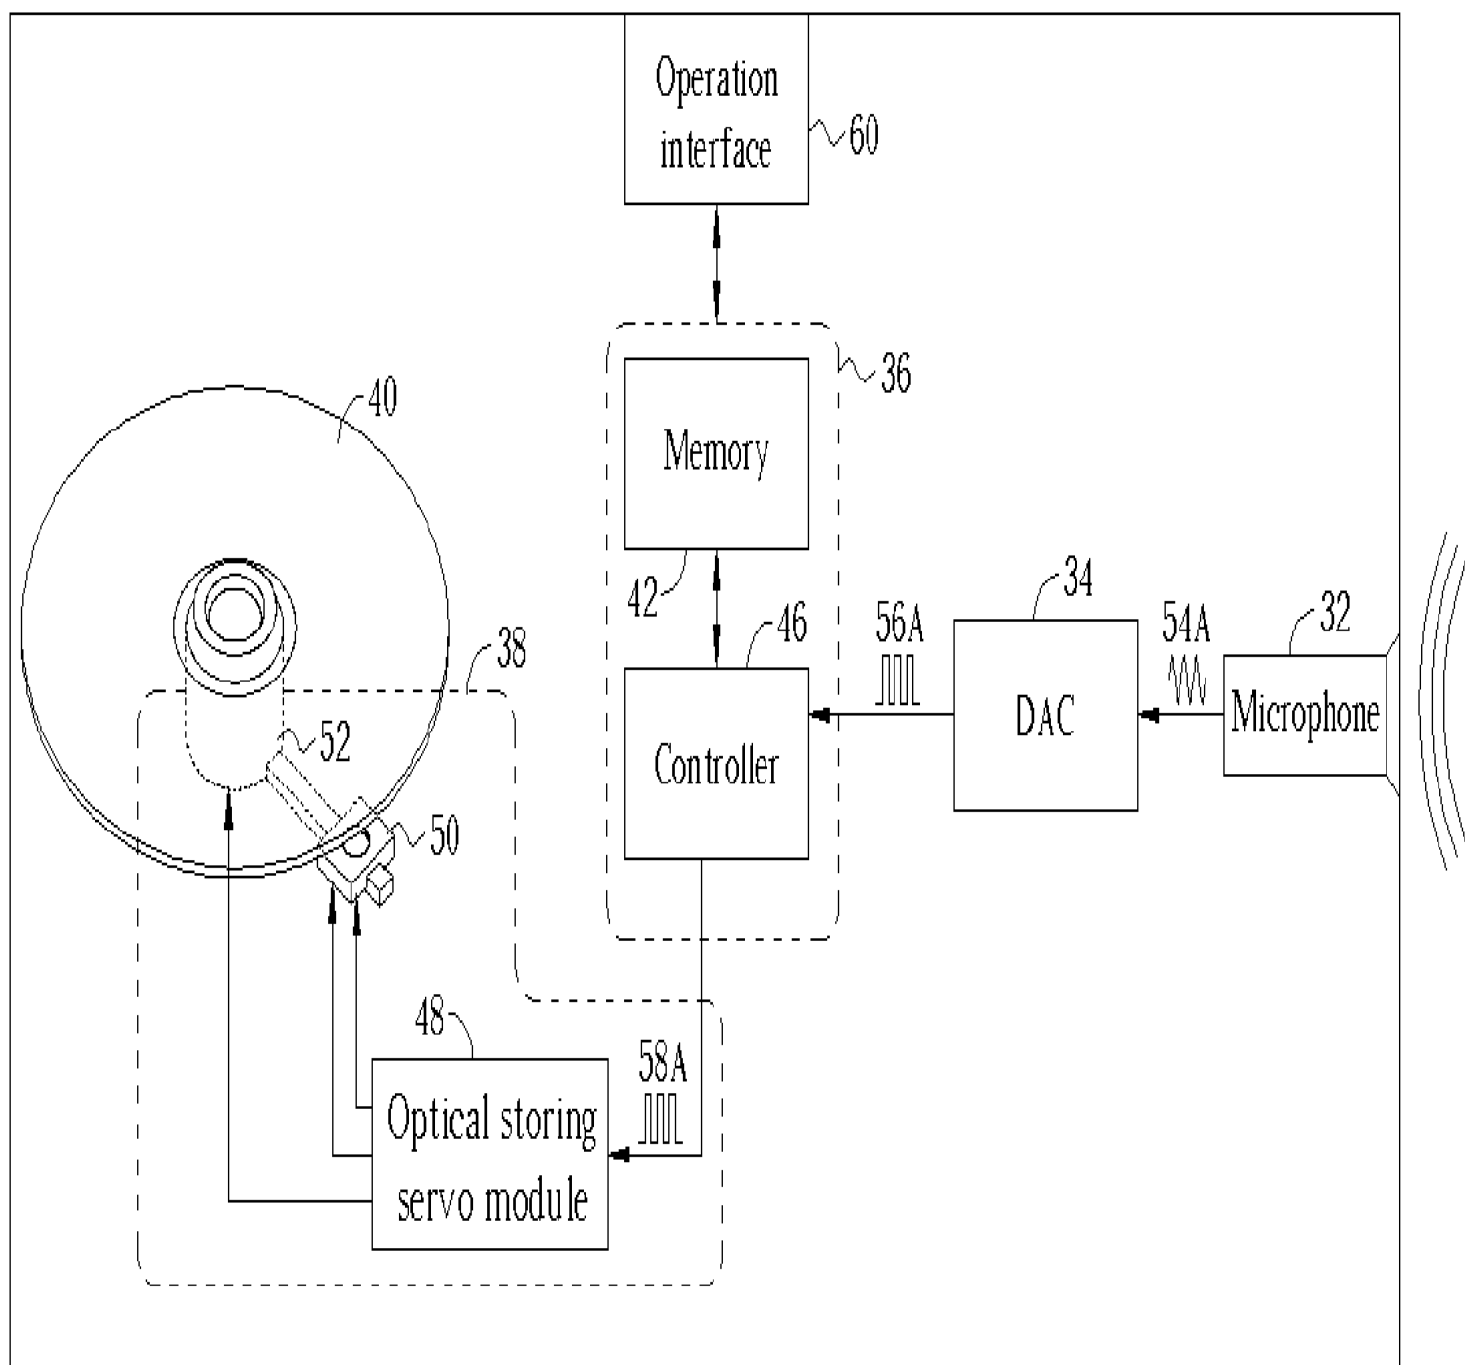 Operation
interface
60
36
40
Memory
42
34
56A
54A
32
46
38
DAC
Microphone
Controller
52
50
48
58A
Optical storing
servo module